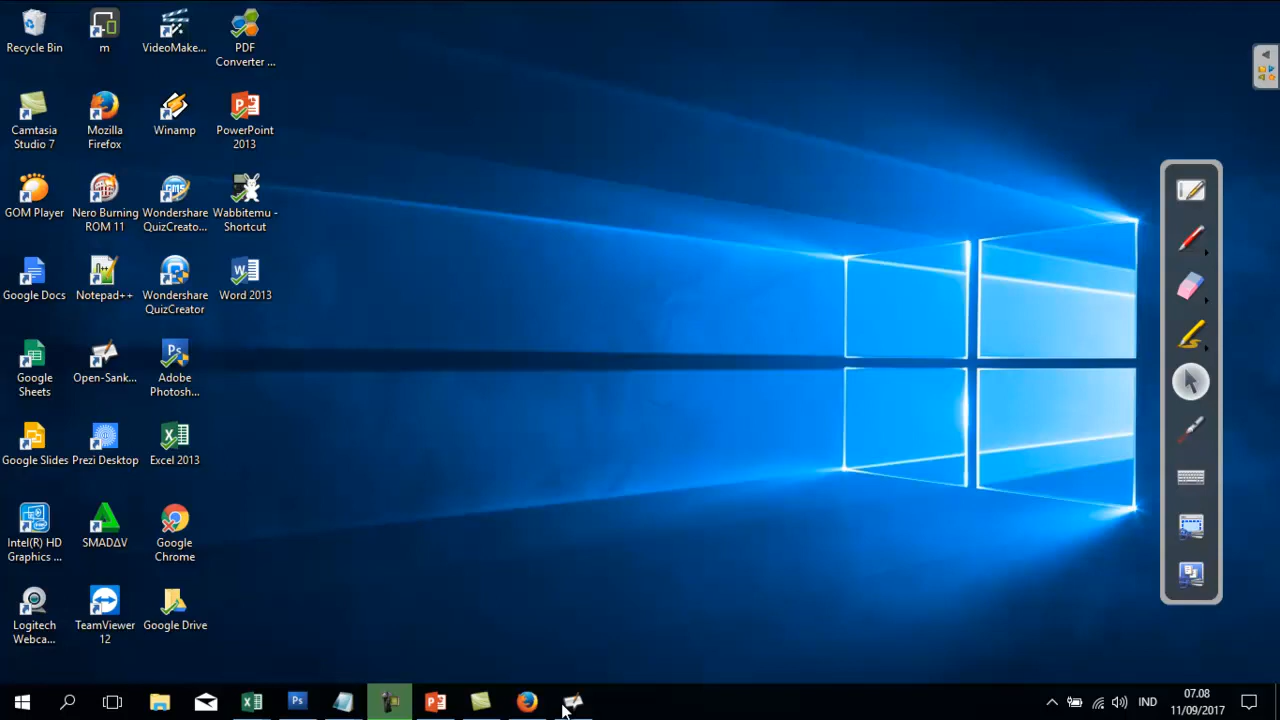 Recycle Bin
m
VideoMake...
PDF
Converter ...
Camtasia
Studio 7
Mozilla
Firefox
Winamp
PowerPoint
2013
GOM Player
Nero Burning
ROM 11
Wondershare
QuizCreato...
Wabbitemu -
Shortcut
Google Docs
Notepad++
Wondershare
QuizCreator
Word 2013
Google
Sheets
Open-Sank...
Adobe
Photosh...
Google Slides
Prezi Desktop
Excel 2013
Intel(R) HD
Graphics ...
SMADΔV
Google
Chrome
Logitech
Webca...
TeamViewer
12
Google Drive
IND
07.08
11/09/2017